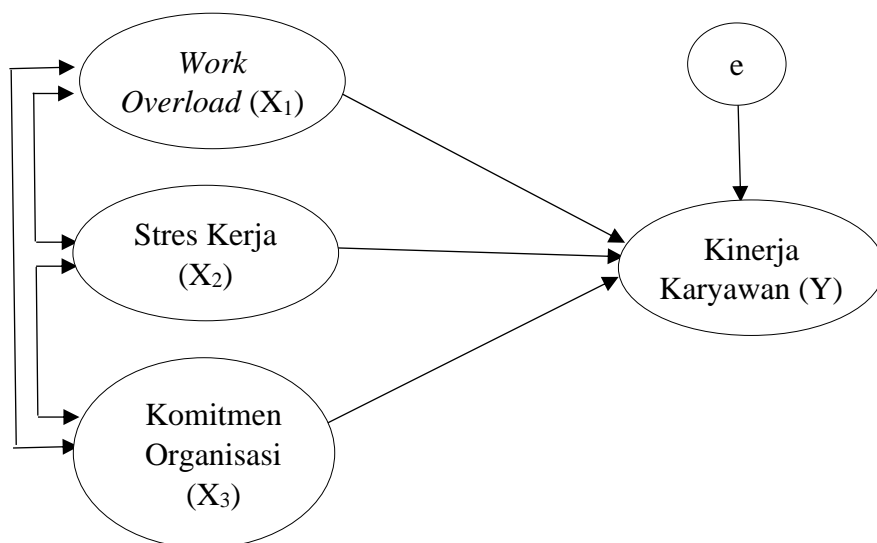 Work
Overload (X₁)
e
Stres Kerja
(X₂)
Kinerja
Karyawan (Y)
Komitmen
Organisasi
(X₃)